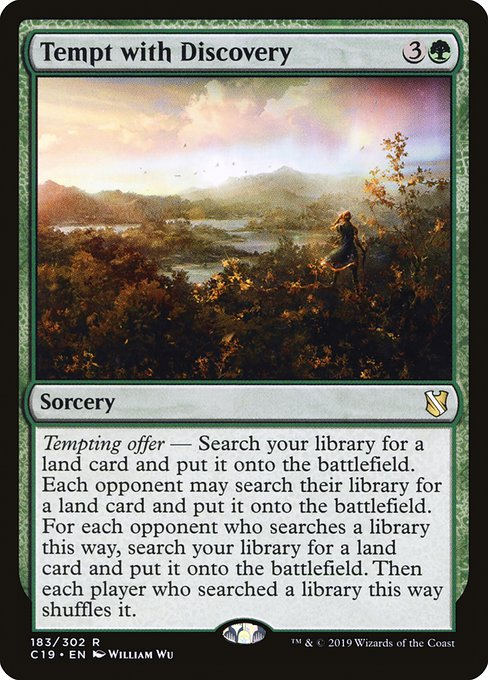 Tempt with Discovery 3
Sorcery
Tempting offer — Search your library for a
land card and put it onto the battlefield.
Each opponent may search their library for
a land card and put it onto the battlefield.
For each opponent who searches a library
this way, search your library for a land
card and put it onto the battlefield. Then
each player who searched a library this way
shuffles it.
183/302 R
C19 • EN William Wu
™ & © 2019 Wizards of the Coast